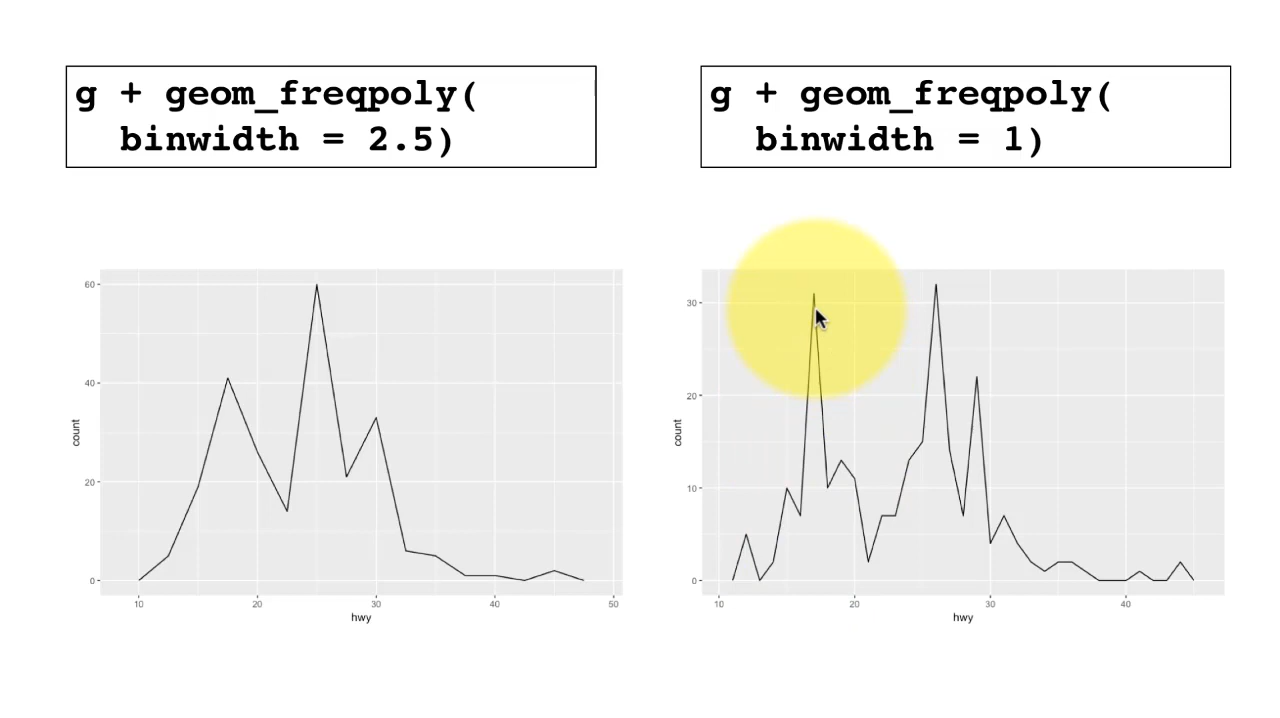 g + geom_freqpoly(
binwidth = 2.5)
g + geom_freqpoly(
binwidth = 1)
60
40
20
0
count
10 20 30 40 50
hwy
30
20
10
0
count
10 20 30 40
hwy